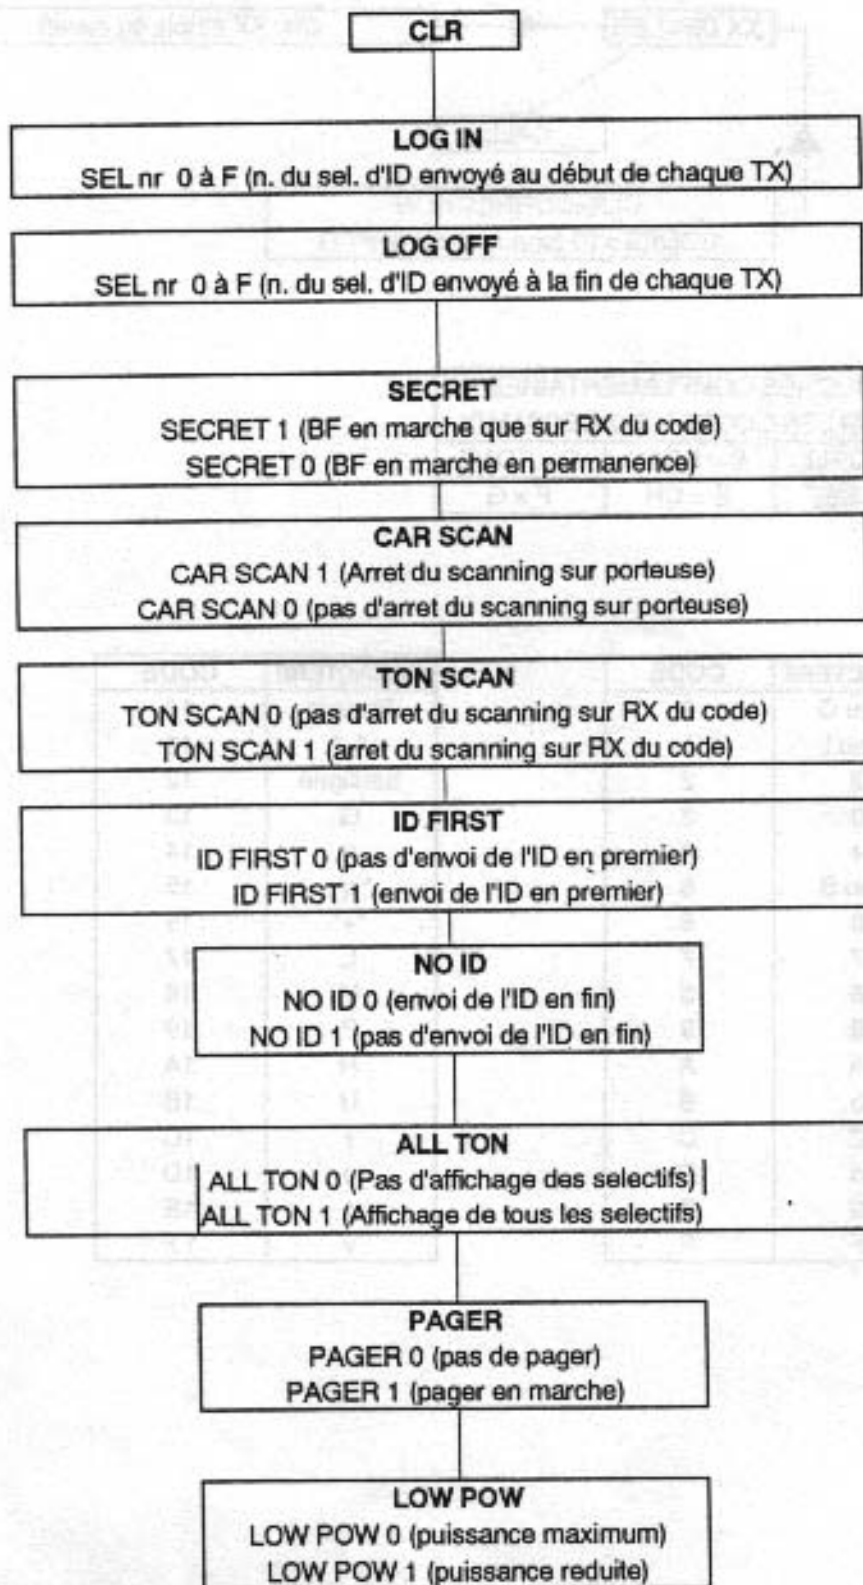 CLR
LOG IN
SEL nr 0 à F (n. du sel. d'ID envoyé au début de chaque TX)
LOG OFF
SEL nr 0 à F (n. du sel. d'ID envoyé à la fin de chaque TX)
SECRET
SECRET 1 (BF en marche que sur RX du code)
SECRET 0 (BF en marche en permanence)
CAR SCAN
CAR SCAN 1 (Arret du scanning sur porteuse)
CAR SCAN 0 (pas d'arret du scanning sur porteuse)
TON SCAN
TON SCAN 0 (pas d'arret du scanning sur RX du code)
TON SCAN 1 (arret du scanning sur RX du code)
ID FIRST
ID FIRST 0 (pas d'envoi de l'ID en premier)
ID FIRST 1 (envoi de l'ID en premier)
NO ID
NO ID 0 (envoi de l'ID en fin)
NO ID 1 (pas d'envoi de l'ID en fin)
ALL TON
ALL TON 0 (Pas d'affichage des selectifs)
ALL TON 1 (Affichage de tous les selectifs)
PAGER
PAGER 0 (pas de pager)
PAGER 1 (pager en marche)
LOW POW
LOW POW 0 (puissance maximum)
LOW POW 1 (puissance reduite)